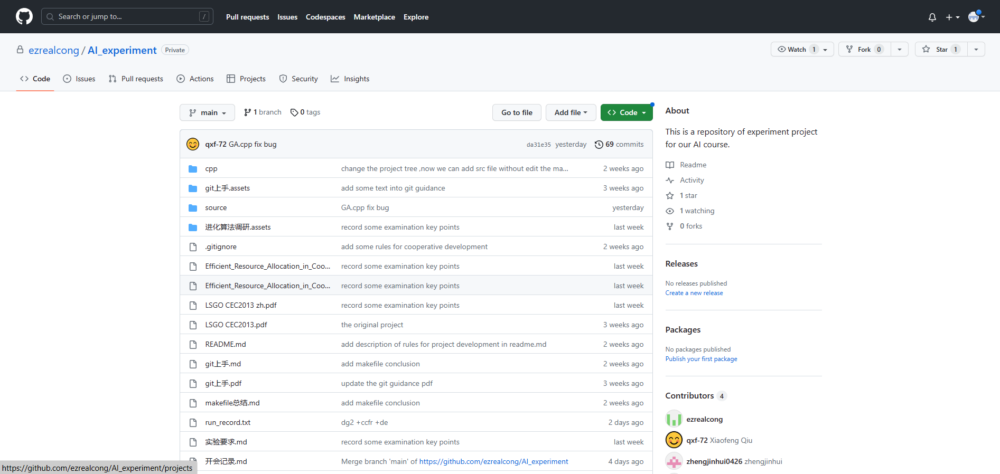 Search or jump to... /
Pull requests Issues Codespaces Marketplace Explore
ezrealcong / AI_experiment Private
Watch 1 Fork 0 Star 1
Code Issues Pull requests Actions Projects Security Insights
main 1 branch 0 tags Go to file Add file Code
qxf-72 GA.cpp fix bug da31e35 yesterday 69 commits
cpp change the project tree ,now we can add src file without edit the ma... 2 weeks ago
git上手.assets add some text into git guidance 3 weeks ago
source GA.cpp fix bug yesterday
进化算法调研.assets record some examination key points last week
.gitignore add some rules for cooperative development 2 weeks ago
Efficient_Resource_Allocation_in_Coo... record some examination key points last week
Efficient_Resource_Allocation_in_Coo... record some examination key points last week
LSGO CEC2013 zh.pdf record some examination key points last week
LSGO CEC2013.pdf the original project 3 weeks ago
README.md add description of rules for project development in readme.md 2 weeks ago
git上手.md add makefile conclusion 2 weeks ago
git上手.pdf update the git guidance pdf 3 weeks ago
makefile总结.md add makefile conclusion 2 weeks ago
run_record.txt dg2 +ccfr +de 2 days ago
实验要求.md record some examination key points last week
开会记录.md Merge branch 'main' of https://github.com/ezrealcong/AI_experiment 4 days ago
About
This is a repository of experiment project
for our AI course.
Readme
Activity
1 star
1 watching
0 forks
Releases
No releases published
Create a new release
Packages
No packages published
Publish your first package
Contributors 4
ezrealcong
qxf-72 Xiaofeng Qiu
zhengjinhui0426 zhengjinhui
https://github.com/ezrealcong/AI_experiment/projects